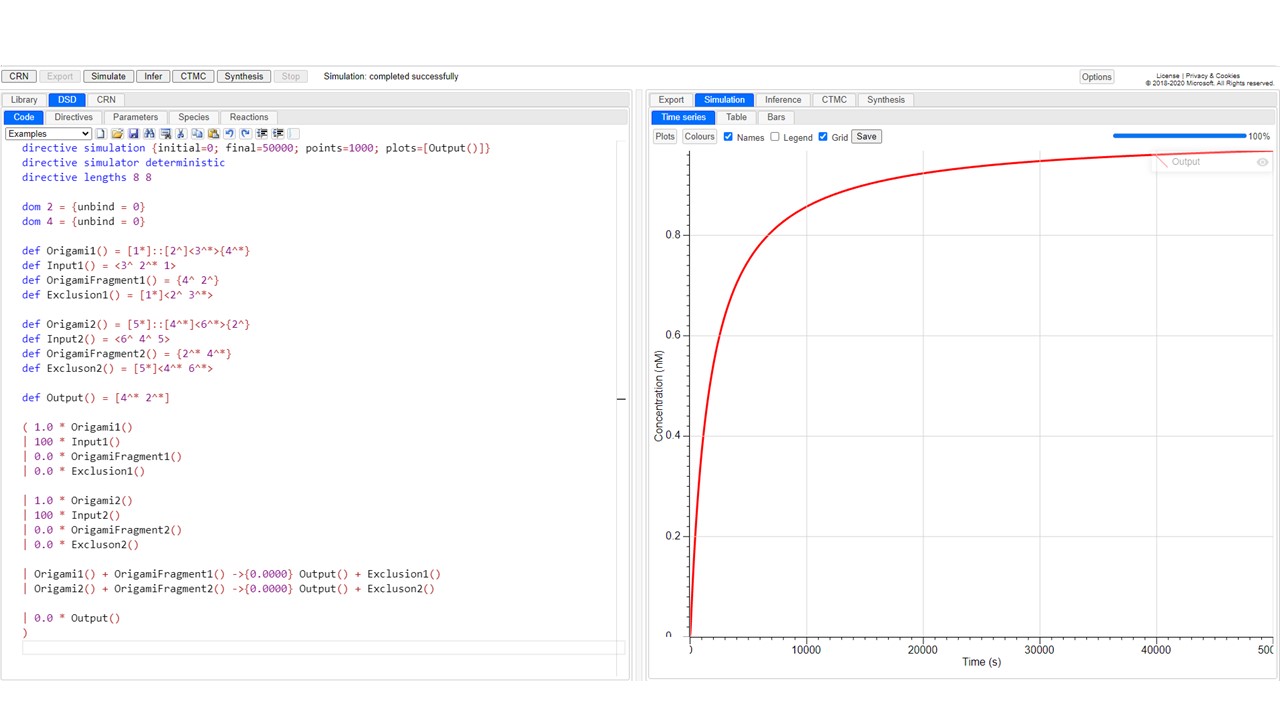 CRN Export Simulate Infer CTMC Synthesis Stop Simulation: completed successfully Options License | Privacy & Cookies
© 2018-2020 Microsoft. All Rights reserved.
Library DSD CRN
Code Directives Parameters Species Reactions
Examples
directive simulation {initial=0; final=50000; points=1000; plots=[Output()]}
directive simulator deterministic
directive lengths 8 8
dom 2 = {unbind = 0}
dom 4 = {unbind = 0}
def Origami1() = [1*]::[2^]<3^*>{4^*}
def Input1() = <3^ 2^* 1>
def OrigamiFragment1() = {4^ 2^}
def Exclusion1() = [1*]<2^ 3^*>
def Origami2() = [5*]::[4^*]<6^*>{2^}
def Input2() = <6^ 4^ 5>
def OrigamiFragment2() = {2^* 4^*}
def Excluson2() = [5*]<4^* 6^*>
def Output() = [4^* 2^*]
( 1.0 * Origami1()
| 100 * Input1()
| 0.0 * OrigamiFragment1()
| 0.0 * Exclusion1()
| 1.0 * Origami2()
| 100 * Input2()
| 0.0 * OrigamiFragment2()
| 0.0 * Excluson2()
| Origami1() + OrigamiFragment1() ->{0.0000} Output() + Exclusion1()
| Origami2() + OrigamiFragment2() ->{0.0000} Output() + Excluson2()
| 0.0 * Output()
)
Export Simulation Inference CTMC Synthesis
Time series Table Bars
Plots Colours Names Legend Grid Save 100%
Output
0.8
0.6
0.4
0.2
0
Concentration (nM)
10000 20000 30000 40000 500
Time (s)